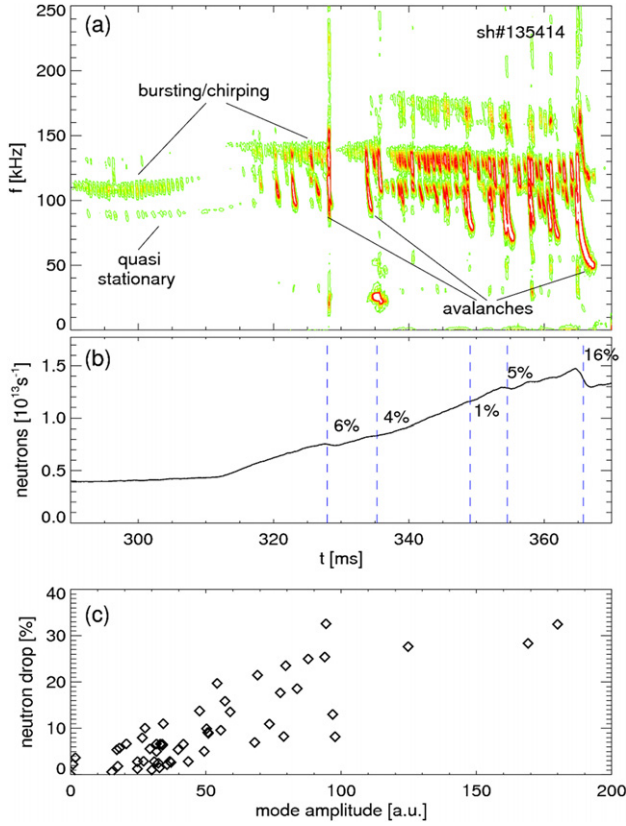 (a)
sh#135414
250
200
150
100
50
0
f [kHz]
bursting/chirping
quasi
stationary
avalanches
(b)
1.5
1.0
0.5
0.0
neutrons [10¹³s⁻¹]
6%
4%
1%
5%
16%
300
320
340
360
t [ms]
(c)
40
30
20
10
0
neutron drop [%]
0
50
100
150
200
mode amplitude [a.u.]